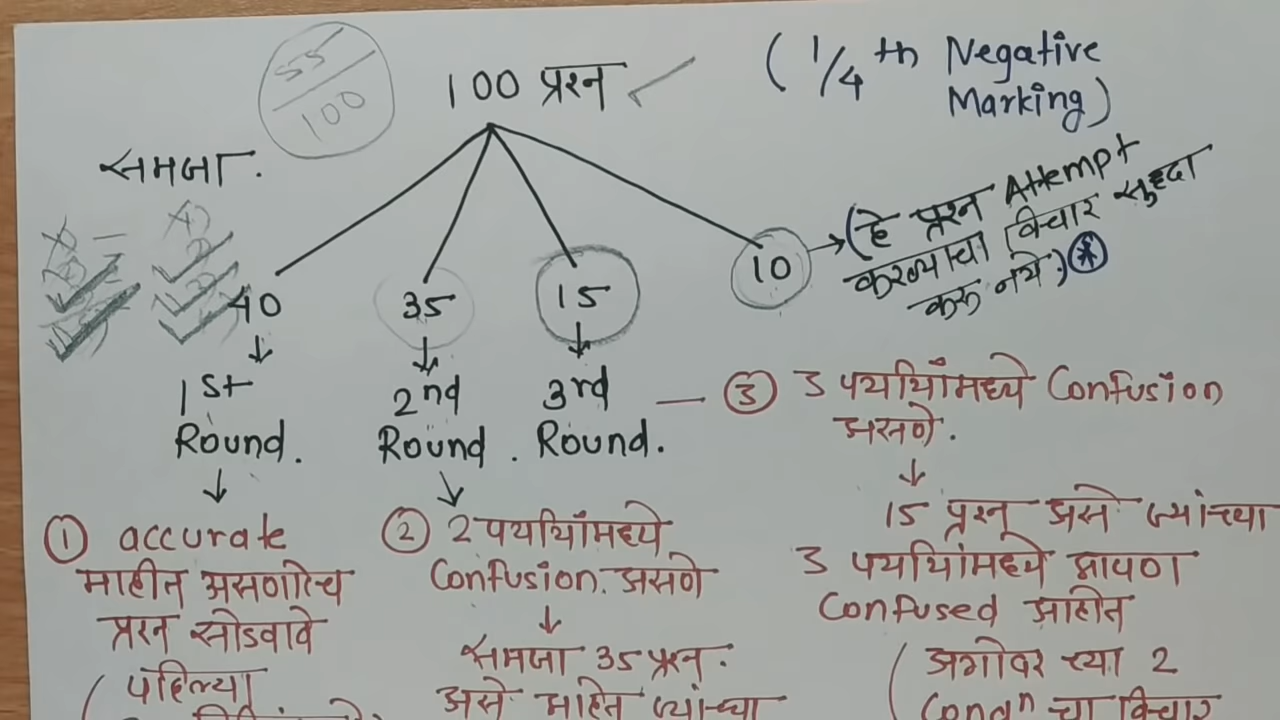 55/100
100 प्रश्न
(1/4th Negative
Marking)
समजा.
40
35
15
10
→ (हे प्रश्न Attempt
करण्याचा विचार सुद्धा
करू नये.) *
1st
Round.
2nd
Round.
3rd
Round.
① accurate
माहीत असणारेच
प्रश्न सोडवावे
( पहिल्या
② 2 पर्यायांमध्ये
Confusion. असणे
समजा 35 प्रश्न.
असे आहेत ज्यांच्या
— ③ 3 पर्यायांमध्ये Confusion
असणे.
15 प्रश्न असे ज्यांच्या
3 पर्यायांमध्ये आपण
Confused आहोत
( अगोदर च्या 2
Condn चा विचार